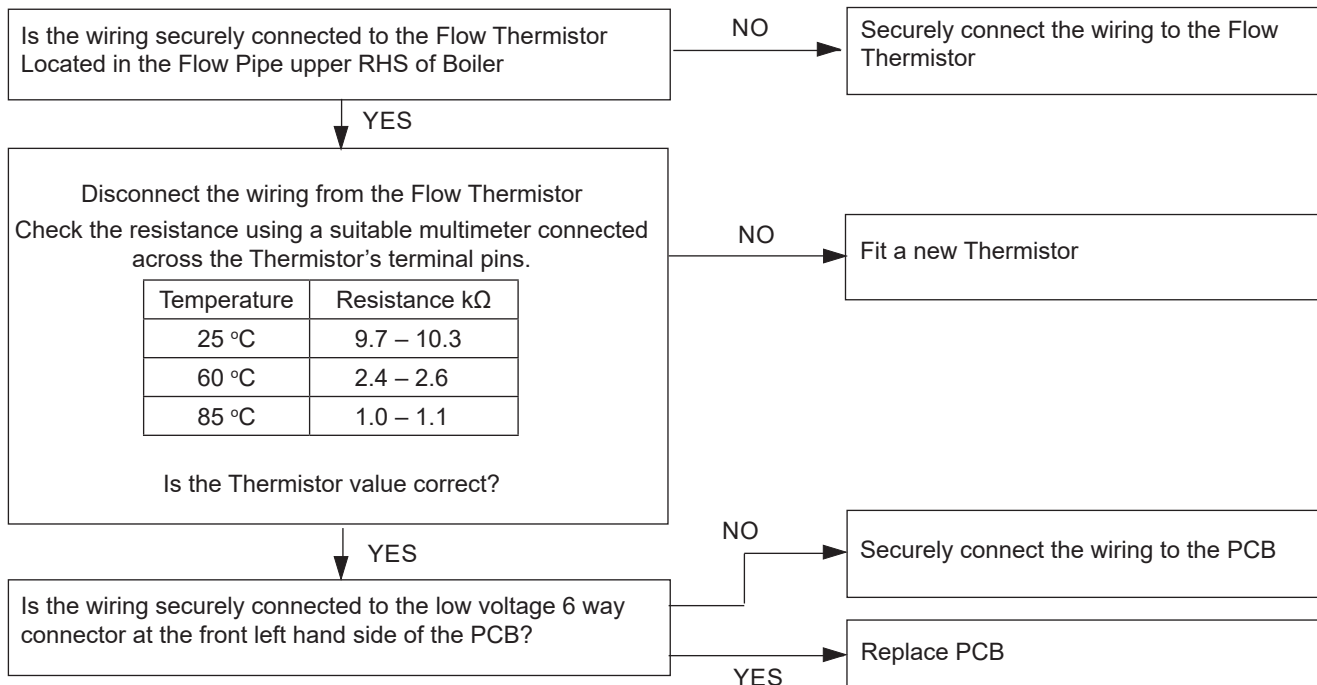 Is the wiring securely connected to the Flow Thermistor
Located in the Flow Pipe upper RHS of Boiler
NO
Securely connect the wiring to the Flow
Thermistor
YES
Disconnect the wiring from the Flow Thermistor
Check the resistance using a suitable multimeter connected
across the Thermistor’s terminal pins.
Temperature Resistance kΩ
25 °C 9.7 – 10.3
60 °C 2.4 – 2.6
85 °C 1.0 – 1.1
Is the Thermistor value correct?
NO
Fit a new Thermistor
YES
Is the wiring securely connected to the low voltage 6 way
connector at the front left hand side of the PCB?
NO
Securely connect the wiring to the PCB
YES
Replace PCB